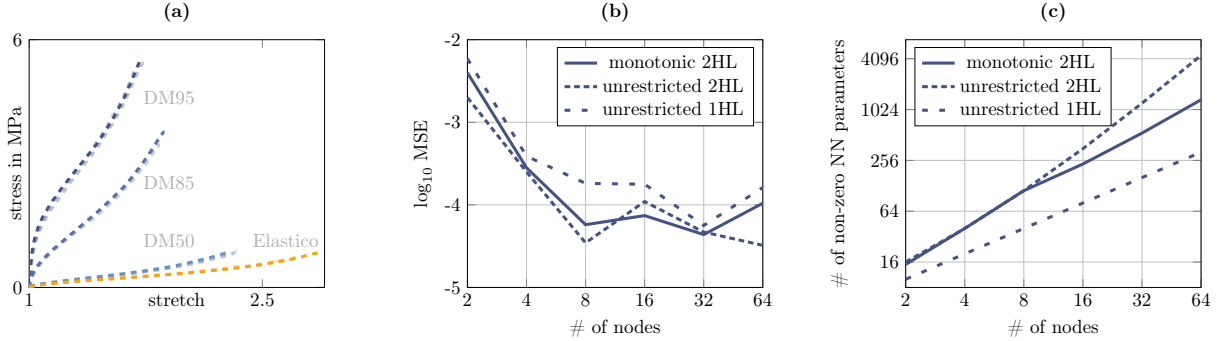 (a)
6
stress in MPa
DM95
DM85
DM50
Elastico
0
1
stretch
2.5
(b)
-2
-3
-4
-5
log10 MSE
monotonic 2HL
unrestricted 2HL
unrestricted 1HL
2
4
8
16
32
64
# of nodes
(c)
4096
1024
256
64
16
# of non-zero NN parameters
monotonic 2HL
unrestricted 2HL
unrestricted 1HL
2
4
8
16
32
64
# of nodes